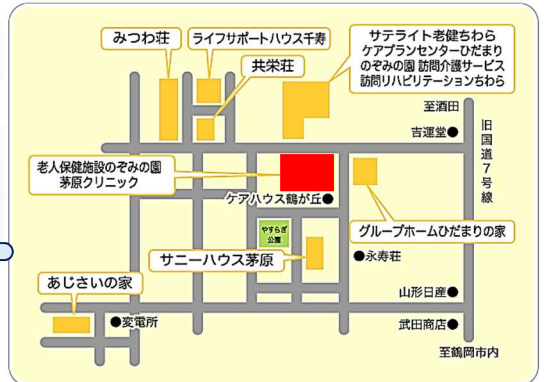 みつわ荘
ライフサポートハウス千寿
共栄荘
サテライト老健ちわら
ケアプランセンターひだまり
のぞみの園 訪問介護サービス
訪問リハビリテーションちわら
至酒田
吉運堂●
旧国道7号線
老人保健施設のぞみの園
茅原クリニック
ケアハウス鶴が丘●
グループホームひだまりの家
やすらぎ
公園
サニーハウス茅原
●永寿荘
あじさいの家
山形日産●
●変電所
武田商店●
至鶴岡市内